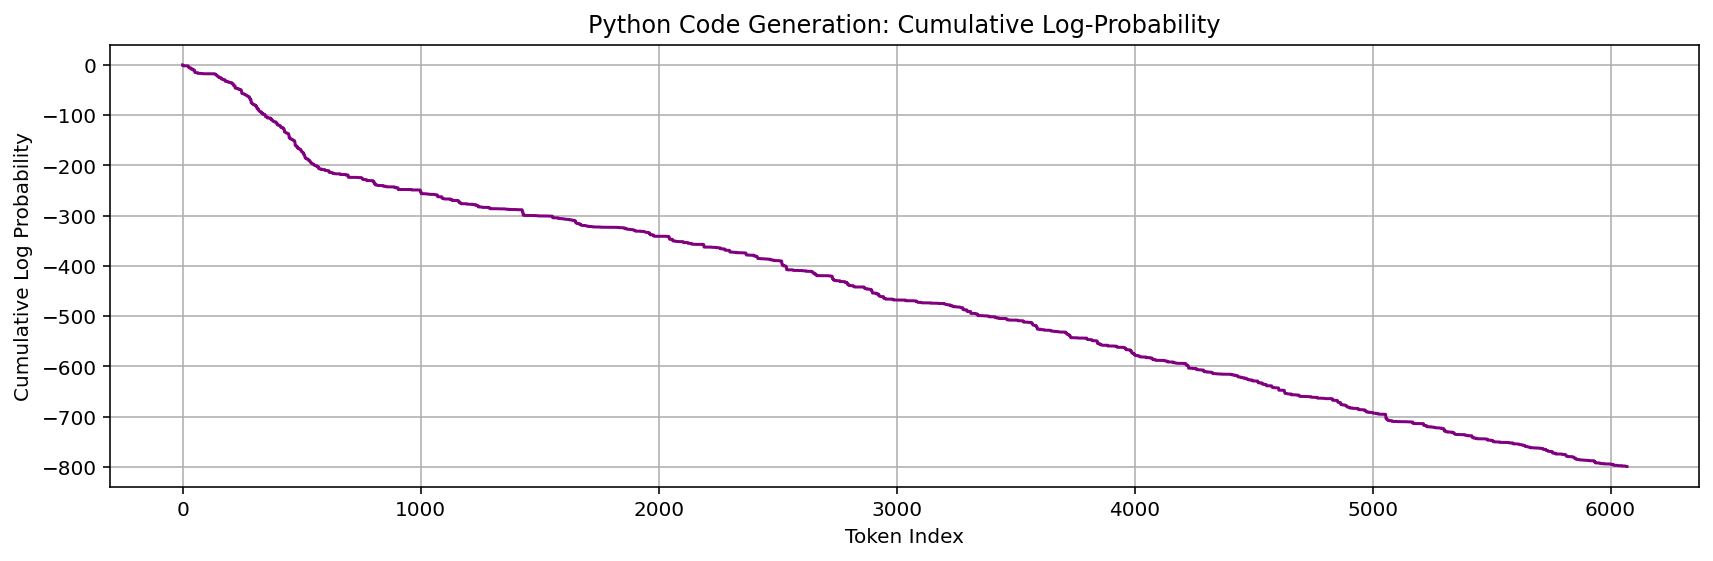 Python Code Generation: Cumulative Log-Probability
0
−100
−200
−300
−400
−500
−600
−700
−800
Cumulative Log Probability
0 1000 2000 3000 4000 5000 6000
Token Index